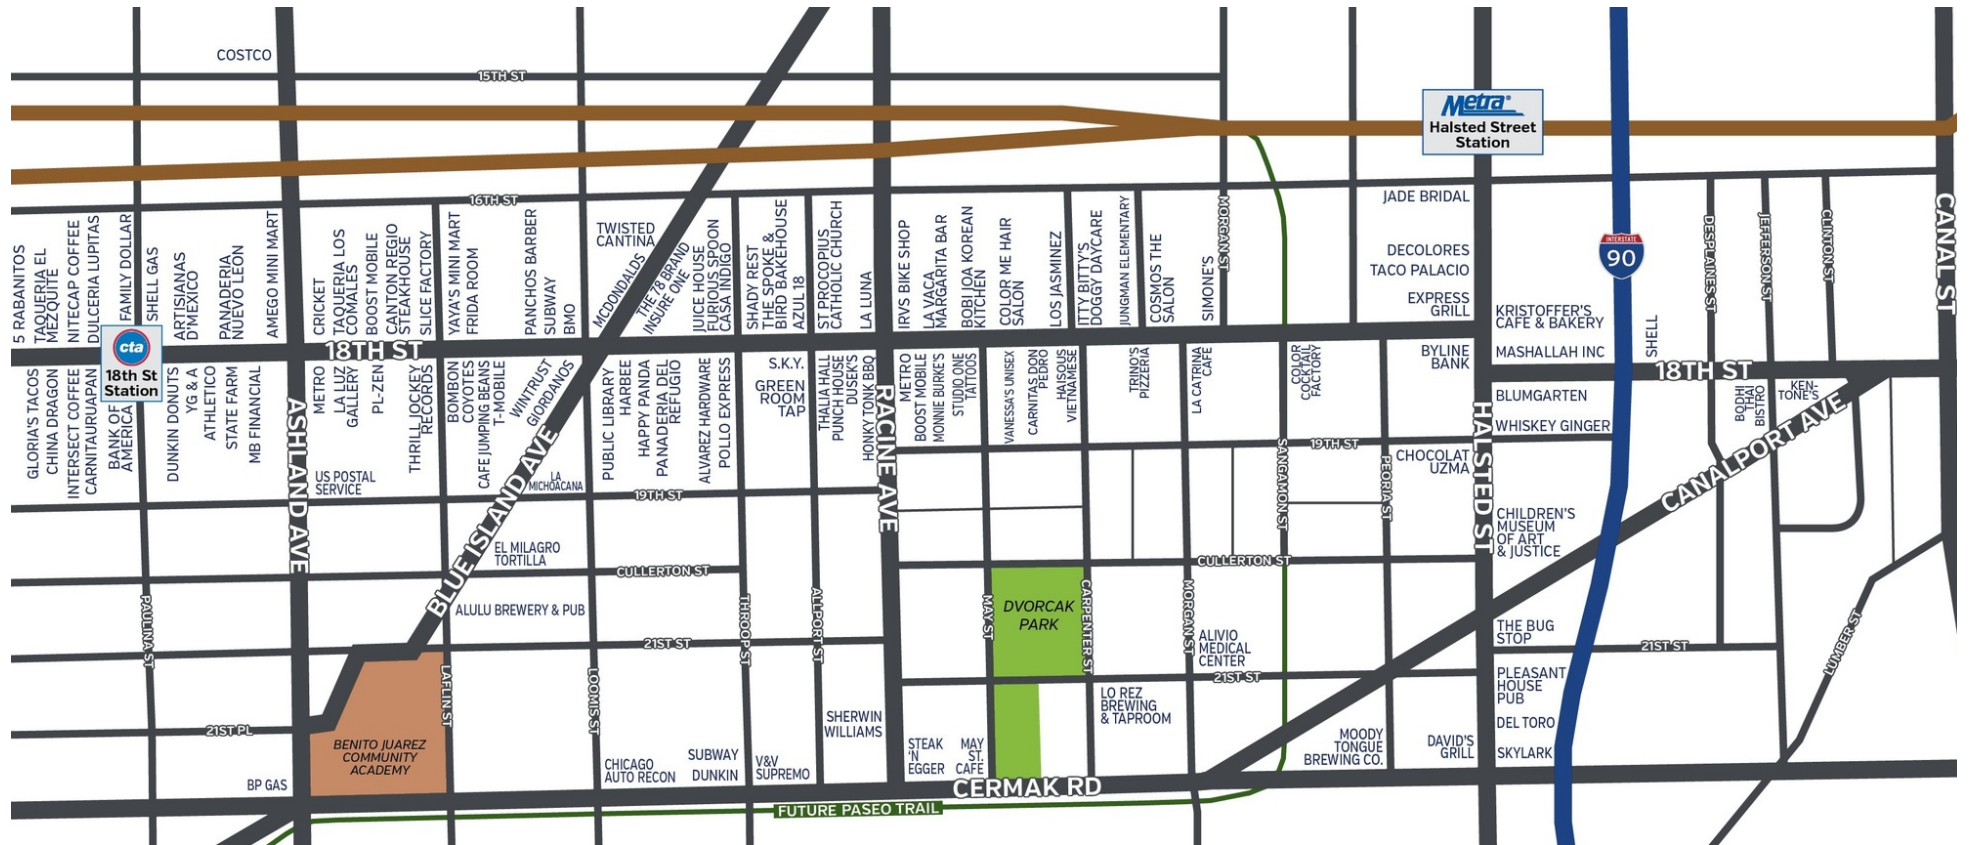 COSTCO
15TH ST
Metra
Halsted Street
Station
16TH ST
JADE BRIDAL
DECOLORES
TACO PALACIO
EXPRESS
GRILL
INTERSTATE
90
KRISTOFFER'S
CAFE & BAKERY
MASHALLAH INC
SHELL
DESPLAINES ST
JEFFERSON ST
CLINTON ST
CANAL ST
5 RABANITOS
TAQUERIA EL
MEZQUITE
NITECAP COFFEE
DULCERIA LUPITAS
FAMILY DOLLAR
SHELL GAS
ARTISIANAS
D'MEXICO
PANADERIA
NUEVO LEON
AMEGO MINI MART
CRICKET
TAQUERIA LOS
COMALES
BOOST MOBILE
CANTON REGIO
STEAKHOUSE
SLICE FACTORY
YAYA'S MINI MART
FRIDA ROOM
PANCHOS BARBER
SUBWAY
BMO
TWISTED
CANTINA
MCDONALDS
THE 78 BRAND
INSURE ONE
JUICE HOUSE
FURIOUS SPOON
CASA INDIGO
SHADY REST
THE SPOKE &
BIRD BAKEHOUSE
AZUL 18
ST PROCOPIUS
CATHOLIC CHURCH
LA LUNA
IRVS BIKE SHOP
LA VACA
MARGARITA BAR
BOBIJOA KOREAN
KITCHEN
COLOR ME HAIR
SALON
LOS JASMINEZ
ITTY BITTY'S
DOGGY DAYCARE
JUNGMAN ELEMENTARY
COSMOS THE
SALON
SIMONE'S
MORGAN ST
cta
18th St
Station
18TH ST
18TH ST
GLORIA'S TACOS
CHINA DRAGON
INTERSECT COFFEE
CARNITAURUAPAN
BANK OF
AMERICA
DUNKIN DONUTS
YG & A
ATHLETICO
STATE FARM
MB FINANCIAL
ASHLAND AVE
METRO
LA LUZ
GALLERY
PL-ZEN
THRILL JOCKEY
RECORDS
US POSTAL
SERVICE
BOMBON
COYOTES
CAFE JUMPING BEANS
T-MOBILE
WINTRUST
GIORDANOS
BLUE ISLAND AVE
LA
MICHOACANA
PUBLIC LIBRARY
HARBEE
HAPPY PANDA
PANADERIA DEL
REFUGIO
ALVAREZ HARDWARE
POLLO EXPRESS
S.K.Y.
GREEN
ROOM
TAP
THALIA HALL
PUNCH HOUSE
DUSEK'S
HONKY TONK BBQ
RACINE AVE
METRO
BOOST MOBILE
MONNIE BURKE'S
STUDIO ONE
TATTOOS
VANESSA'S UNISEX
CARNITAS DON
PEDRO
HAISOUS
VIETNAMESE
TRINO'S
PIZZERIA
LA CATRINA
CAFE
COLOR
COCKTAIL
FACTORY
BYLINE
BANK
BLUMGARTEN
WHISKEY GINGER
BODHI
THAI
BISTRO
KEN-
TONE'S
CANALPORT AVE
19TH ST
19TH ST
SANGAMON ST
PEORIA ST
CHOCOLAT
UZMA
HALSTED ST
CHILDREN'S
MUSEUM
OF ART
& JUSTICE
EL MILAGRO
TORTILLA
CULLERTON ST
CULLERTON ST
ALULU BREWERY & PUB
PAULINA ST
LAFLIN ST
LOOMIS ST
THROOP ST
ALLPORT ST
MAY ST
DVORCAK
PARK
CARPENTER ST
MORGAN ST
ALIVIO
MEDICAL
CENTER
THE BUG
STOP
21ST ST
21ST ST
21ST ST
LUMBER ST
PLEASANT
HOUSE
PUB
DEL TORO
SKYLARK
21ST PL
BENITO JUAREZ
COMMUNITY
ACADEMY
BP GAS
CHICAGO
AUTO RECON
SUBWAY
DUNKIN
V&V
SUPREMO
SHERWIN
WILLIAMS
STEAK
'N
EGGER
MAY
ST.
CAFE
LO REZ
BREWING
& TAPROOM
MOODY
TONGUE
BREWING CO.
DAVID'S
GRILL
CERMAK RD
FUTURE PASEO TRAIL